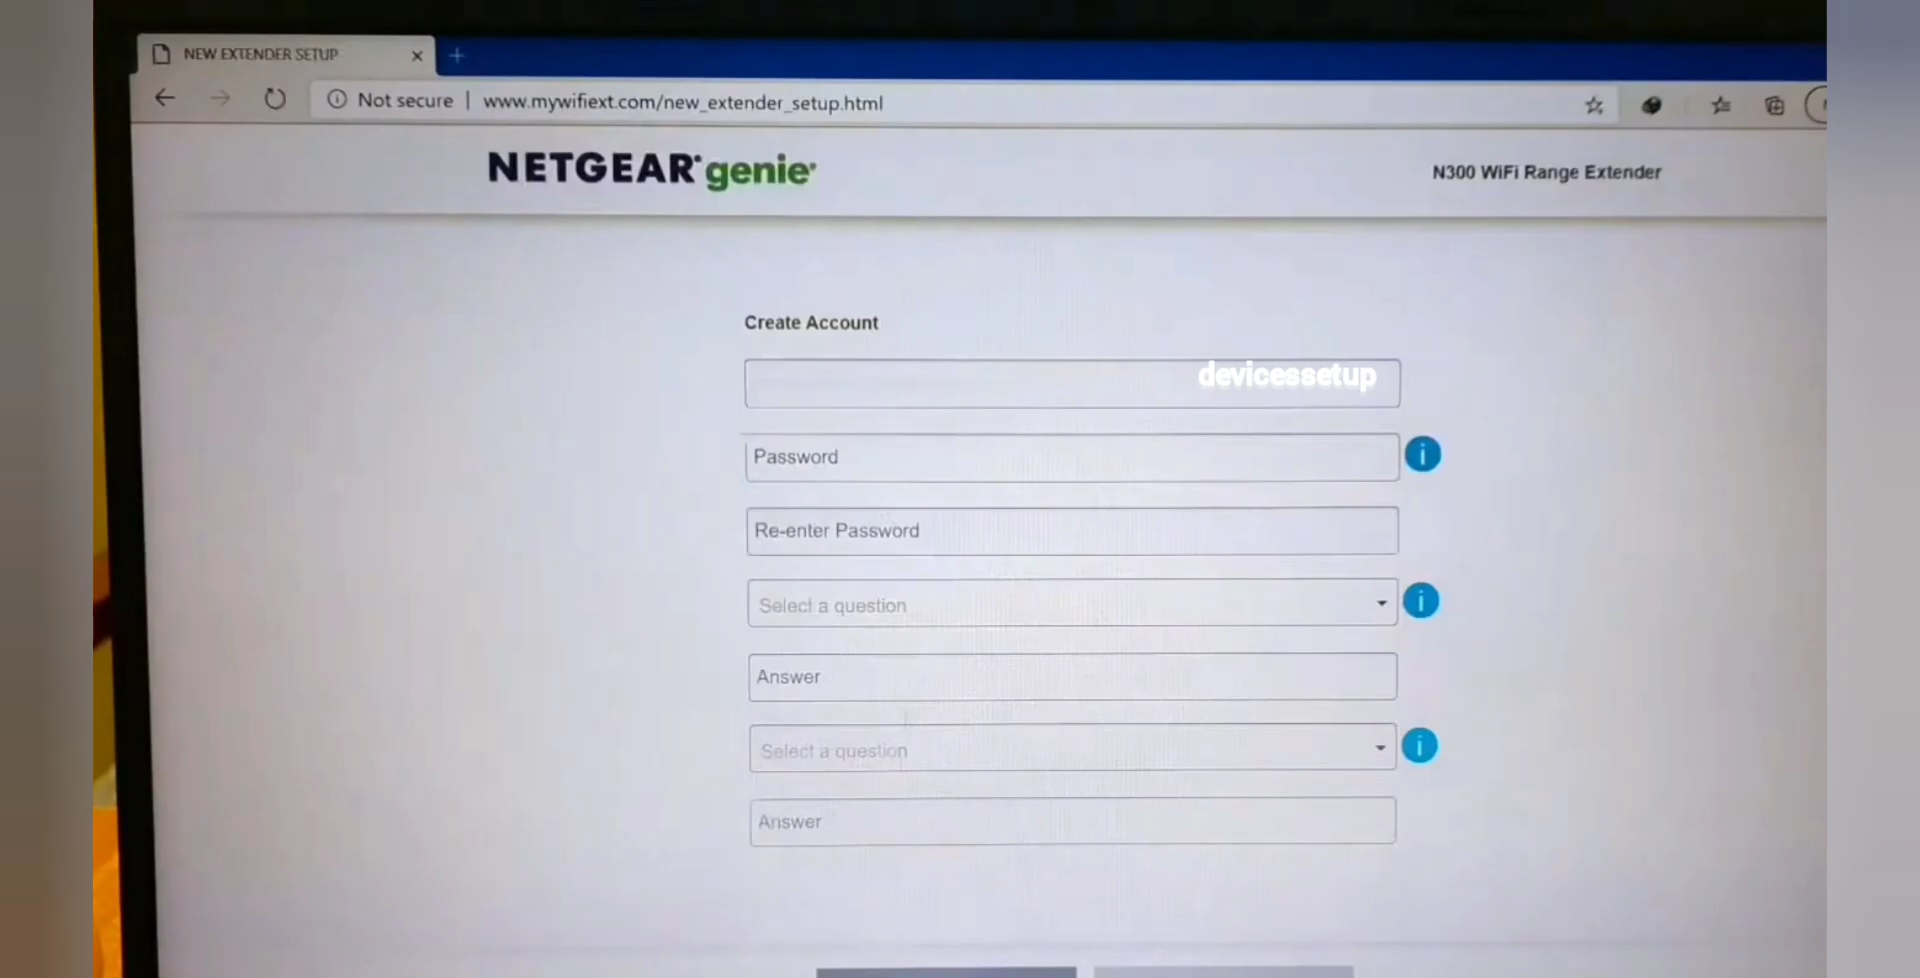 NEW EXTENDER SETUP
Not secure | www.mywifiext.com/new_extender_setup.html
NETGEAR genie
N300 WiFi Range Extender
Create Account
devicessetup
Password
i
Re-enter Password
Select a question
i
Answer
Select a question
i
Answer